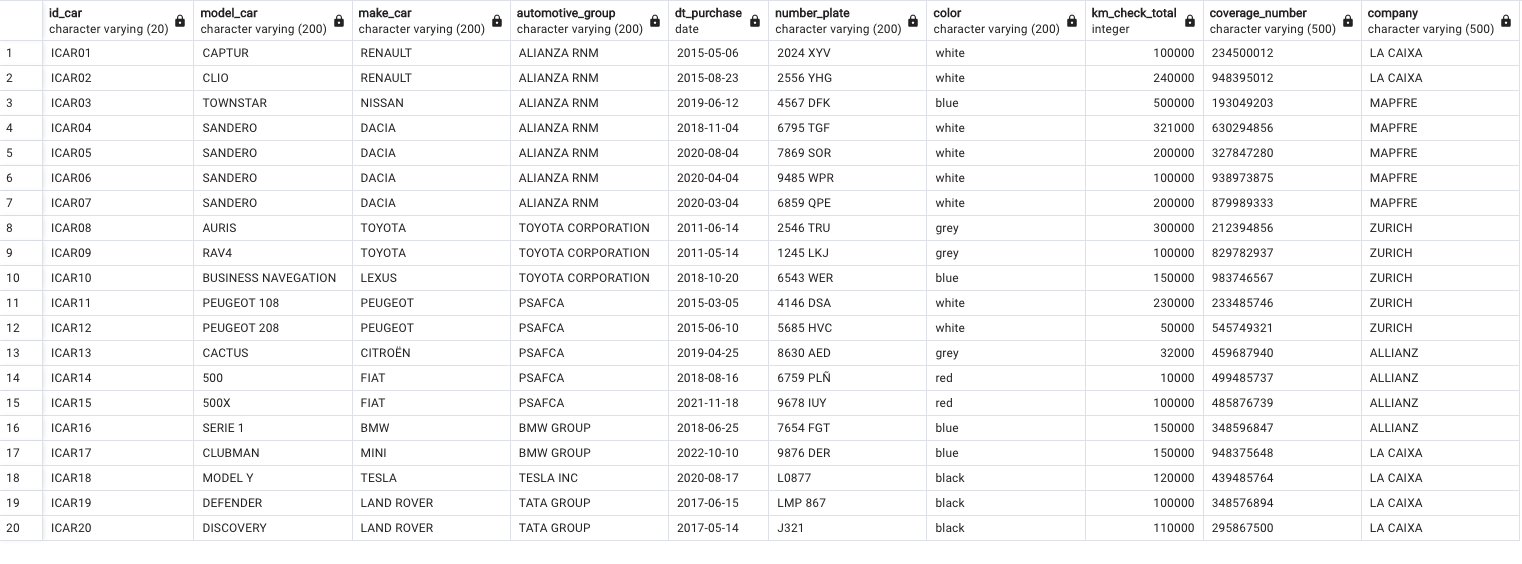 id_car model_car make_car automotive_group dt_purchase number_plate color km_check_total coverage_number company
character varying (20) character varying (200) character varying (200) character varying (200) date character varying (200) character varying (200) integer character varying (500) character varying (500)
1 ICAR01 CAPTUR RENAULT ALIANZA RNM 2015-05-06 2024 XYV white 100000 234500012 LA CAIXA
2 ICAR02 CLIO RENAULT ALIANZA RNM 2015-08-23 2556 YHG white 240000 948395012 LA CAIXA
3 ICAR03 TOWNSTAR NISSAN ALIANZA RNM 2019-06-12 4567 DFK blue 500000 193049203 MAPFRE
4 ICAR04 SANDERO DACIA ALIANZA RNM 2018-11-04 6795 TGF white 321000 630294856 MAPFRE
5 ICAR05 SANDERO DACIA ALIANZA RNM 2020-08-04 7869 SOR white 200000 327847280 MAPFRE
6 ICAR06 SANDERO DACIA ALIANZA RNM 2020-04-04 9485 WPR white 100000 938973875 MAPFRE
7 ICAR07 SANDERO DACIA ALIANZA RNM 2020-03-04 6859 QPE white 200000 879989333 MAPFRE
8 ICAR08 AURIS TOYOTA TOYOTA CORPORATION 2011-06-14 2546 TRU grey 300000 212394856 ZURICH
9 ICAR09 RAV4 TOYOTA TOYOTA CORPORATION 2011-05-14 1245 LKJ grey 100000 829782937 ZURICH
10 ICAR10 BUSINESS NAVEGATION LEXUS TOYOTA CORPORATION 2018-10-20 6543 WER blue 150000 983746567 ZURICH
11 ICAR11 PEUGEOT 108 PEUGEOT PSAFCA 2015-03-05 4146 DSA white 230000 233485746 ZURICH
12 ICAR12 PEUGEOT 208 PEUGEOT PSAFCA 2015-06-10 5685 HVC white 50000 545749321 ZURICH
13 ICAR13 CACTUS CITROËN PSAFCA 2019-04-25 8630 AED grey 32000 459687940 ALLIANZ
14 ICAR14 500 FIAT PSAFCA 2018-08-16 6759 PLÑ red 10000 499485737 ALLIANZ
15 ICAR15 500X FIAT PSAFCA 2021-11-18 9678 IUY red 100000 485876739 ALLIANZ
16 ICAR16 SERIE 1 BMW BMW GROUP 2018-06-25 7654 FGT blue 150000 348596847 ALLIANZ
17 ICAR17 CLUBMAN MINI BMW GROUP 2022-10-10 9876 DER blue 150000 948375648 LA CAIXA
18 ICAR18 MODEL Y TESLA TESLA INC 2020-08-17 L0877 black 120000 439485764 LA CAIXA
19 ICAR19 DEFENDER LAND ROVER TATA GROUP 2017-06-15 LMP 867 black 100000 348576894 LA CAIXA
20 ICAR20 DISCOVERY LAND ROVER TATA GROUP 2017-05-14 J321 black 110000 295867500 LA CAIXA